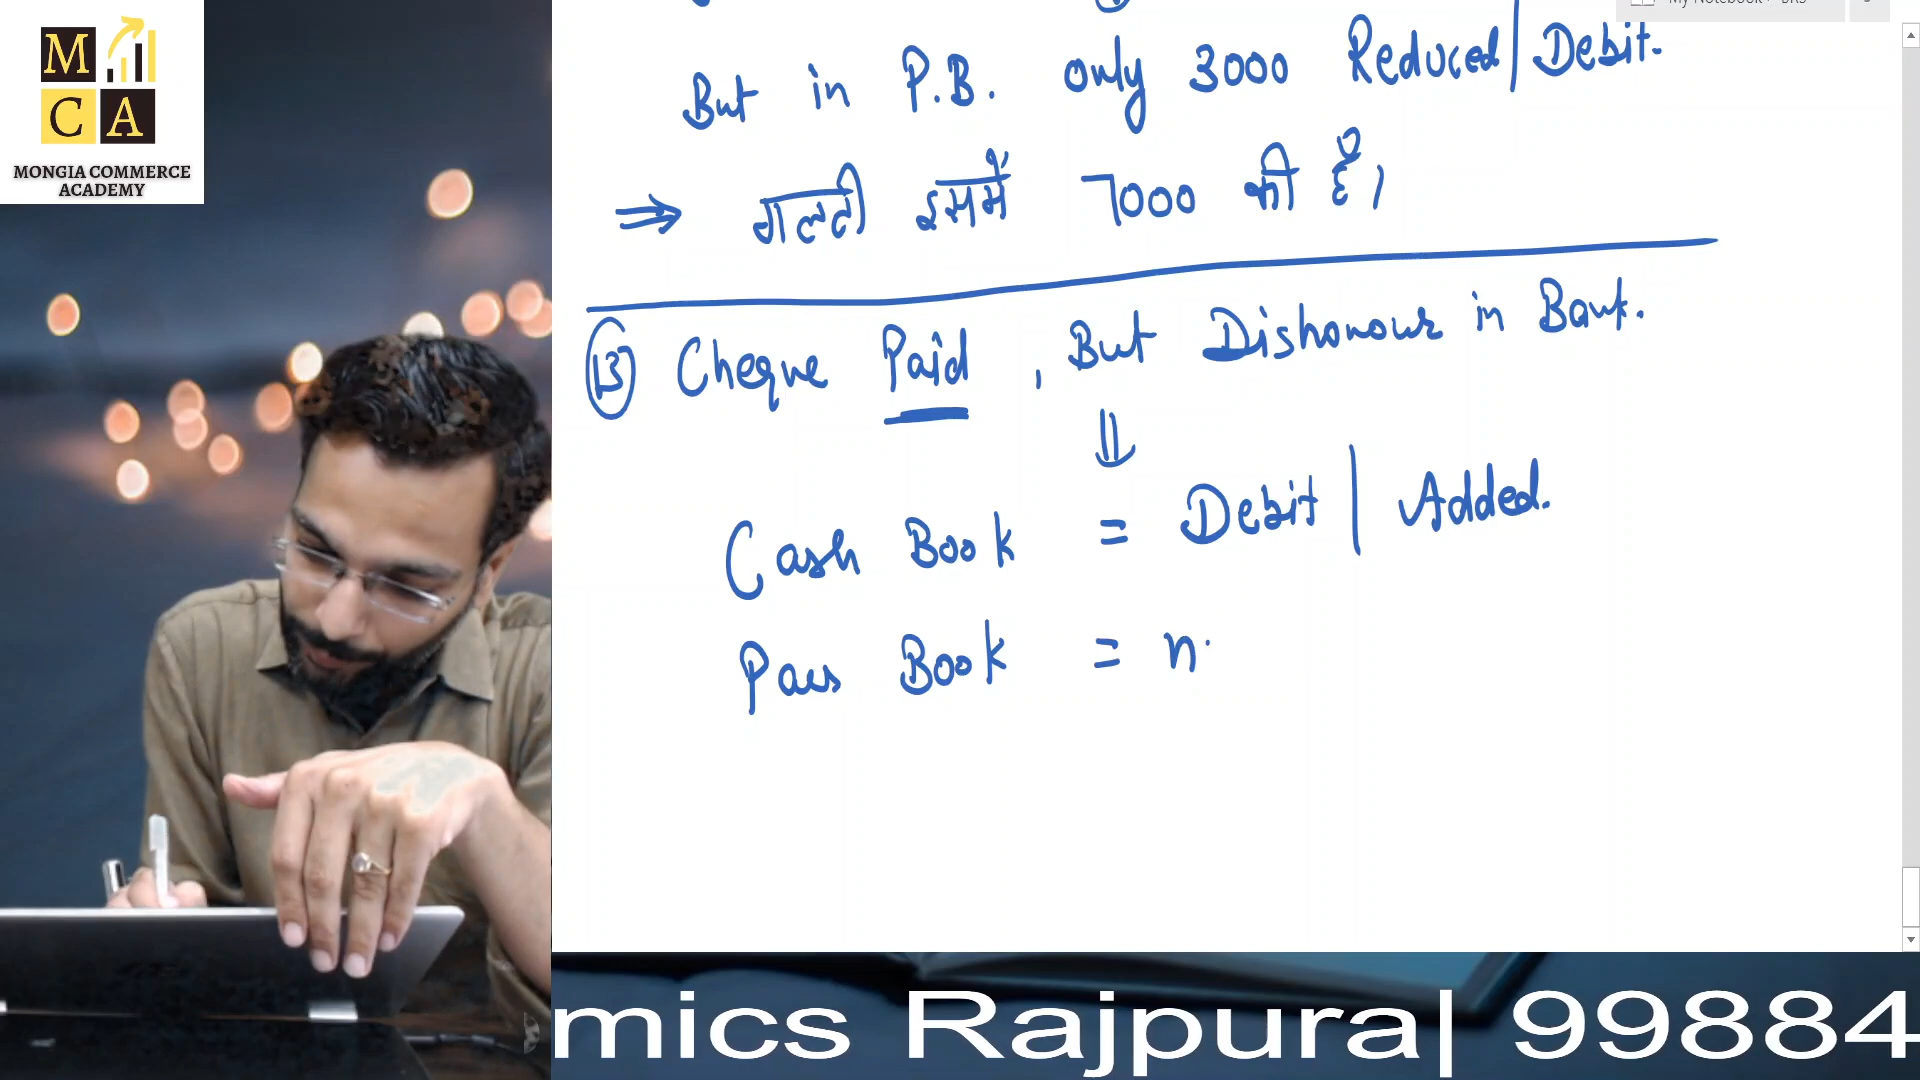 M
C A
MONGIA COMMERCE
ACADEMY
But in P.B. only 3000 Reduced | Debit.
⇒ गलती इसमें 7000 की है।
13 Cheque Paid, But Dishonour in Bank.
⇓
Cash Book = Debit | Added.
Pass Book = n.
mics Rajpura| 99884